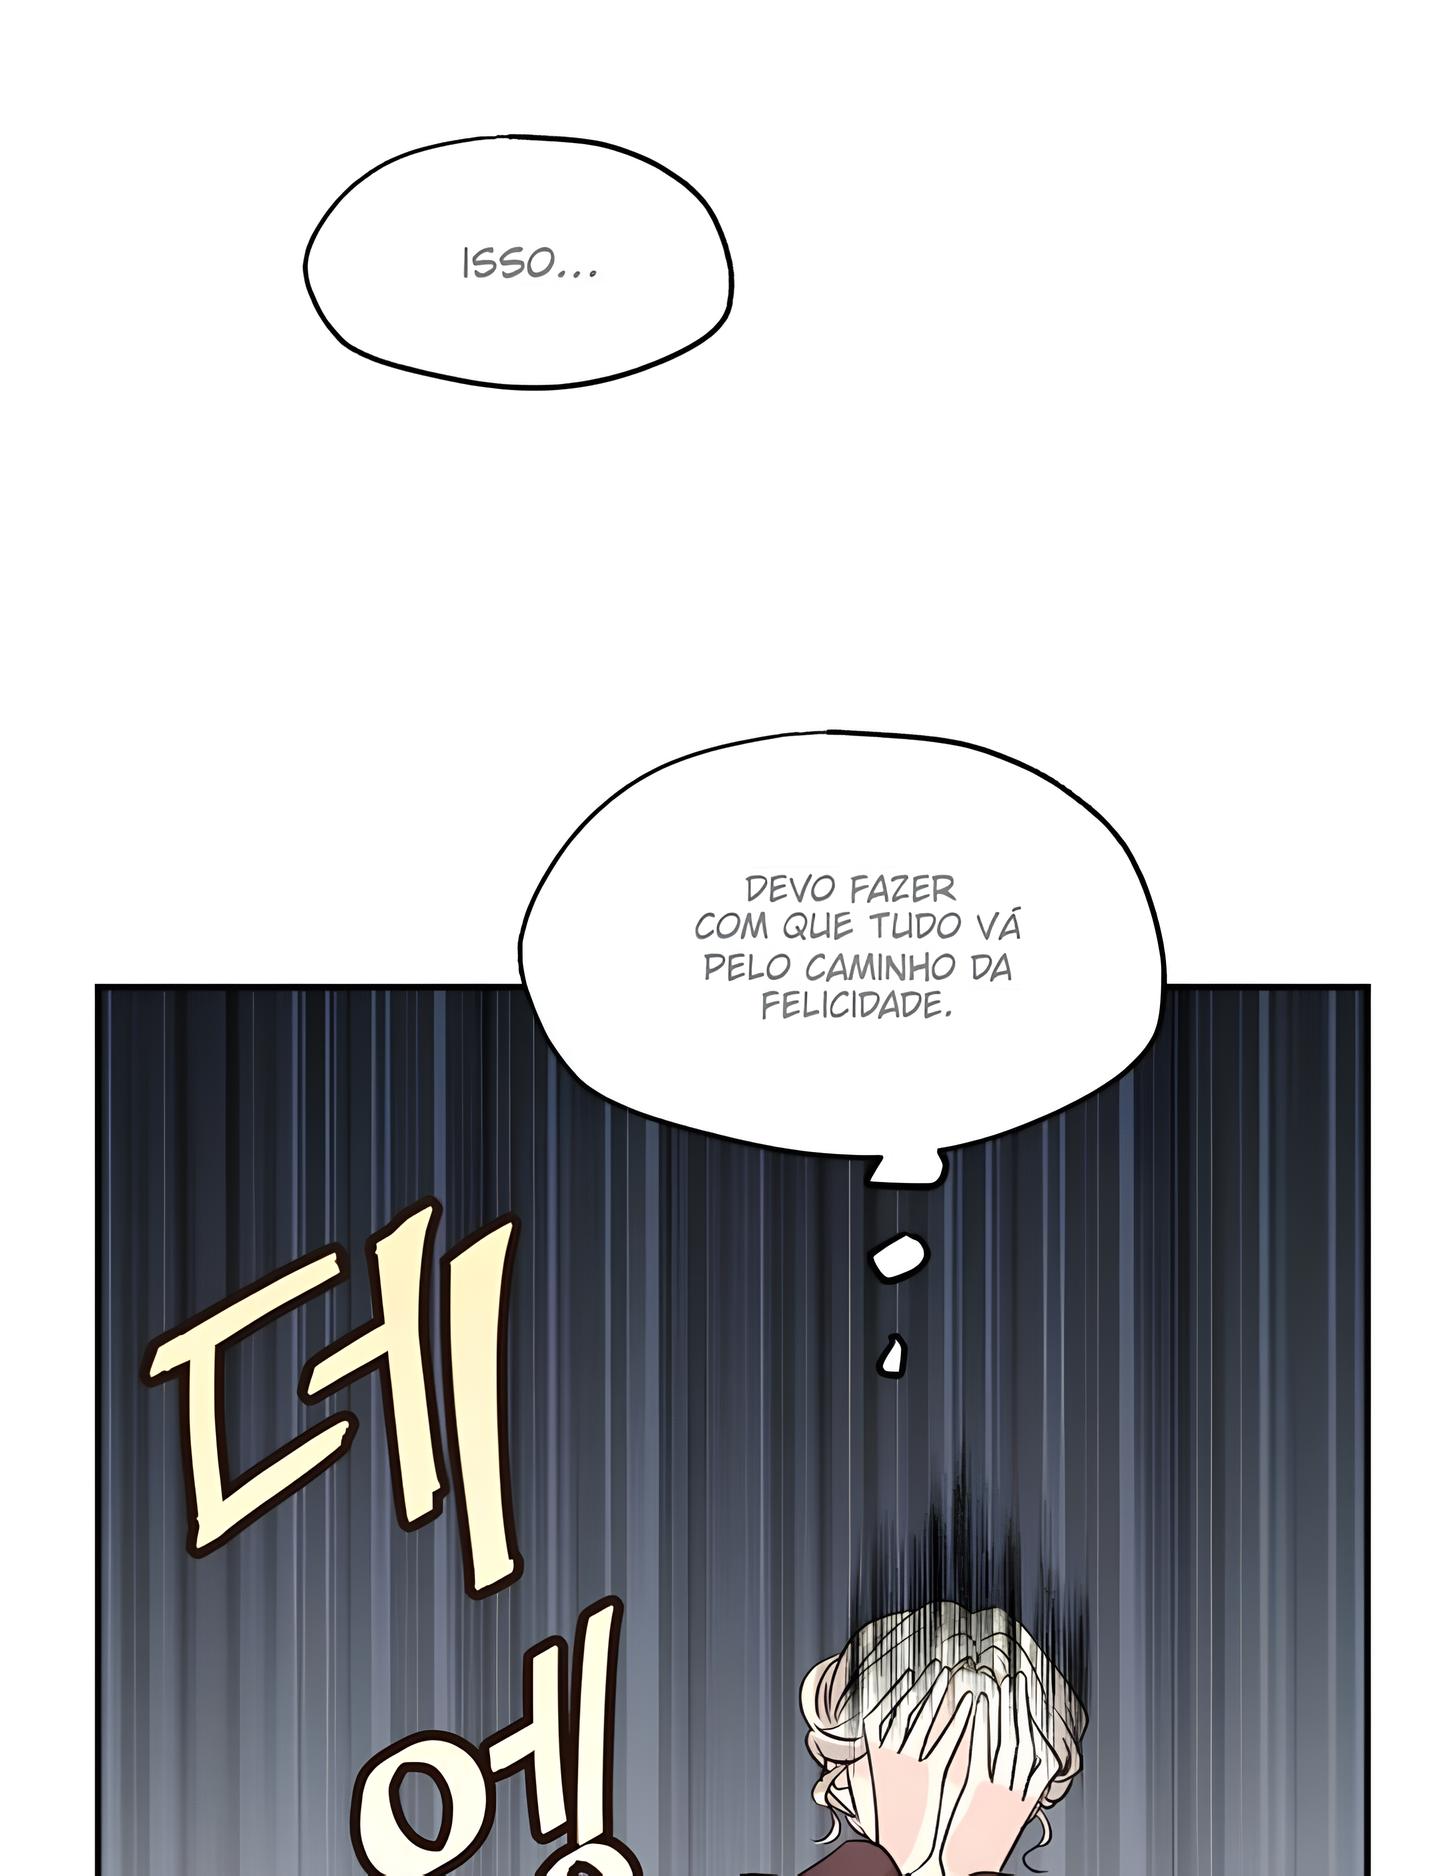 ISSO...
DEVO FAZER
COM QUE TUDO VÁ
PELO CAMINHO DA
FELICIDADE.
데
엥